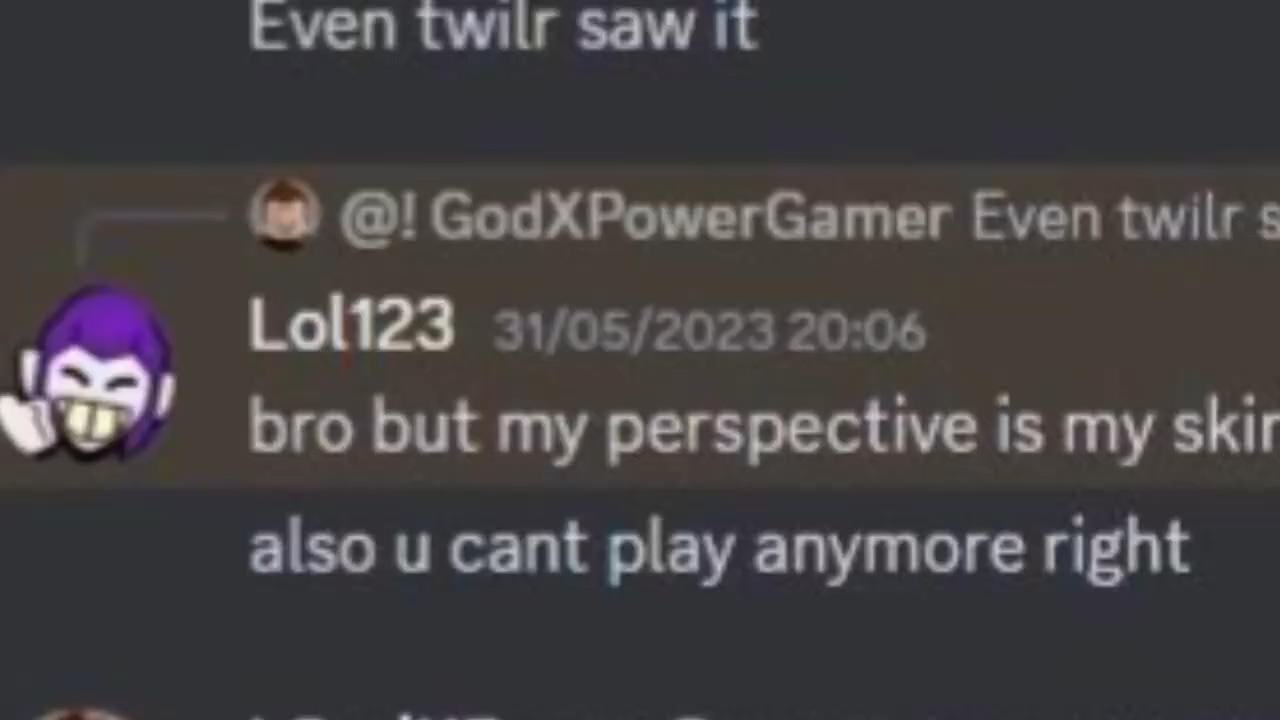 Even twilr saw it
@! GodXPowerGamer Even twilr
Lol123 31/05/2023 20:06
bro but my perspective is my
also u cant play anymore right